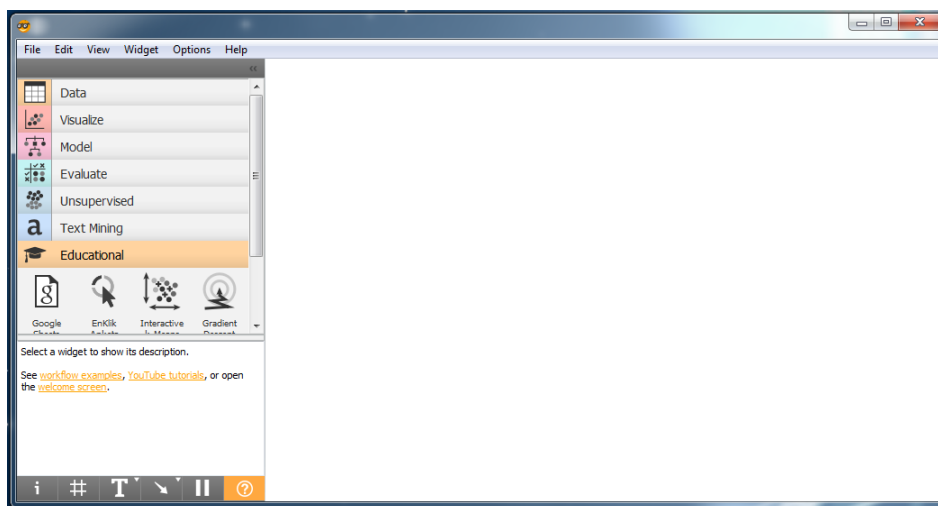 File Edit View Widget Options Help
Data
Visualize
Model
Evaluate
Unsupervised
a Text Mining
Educational
g
Google EnKlik Interactive Gradient
Select a widget to show its description.
See workflow examples, YouTube tutorials, or open
the welcome screen.
i # T ?